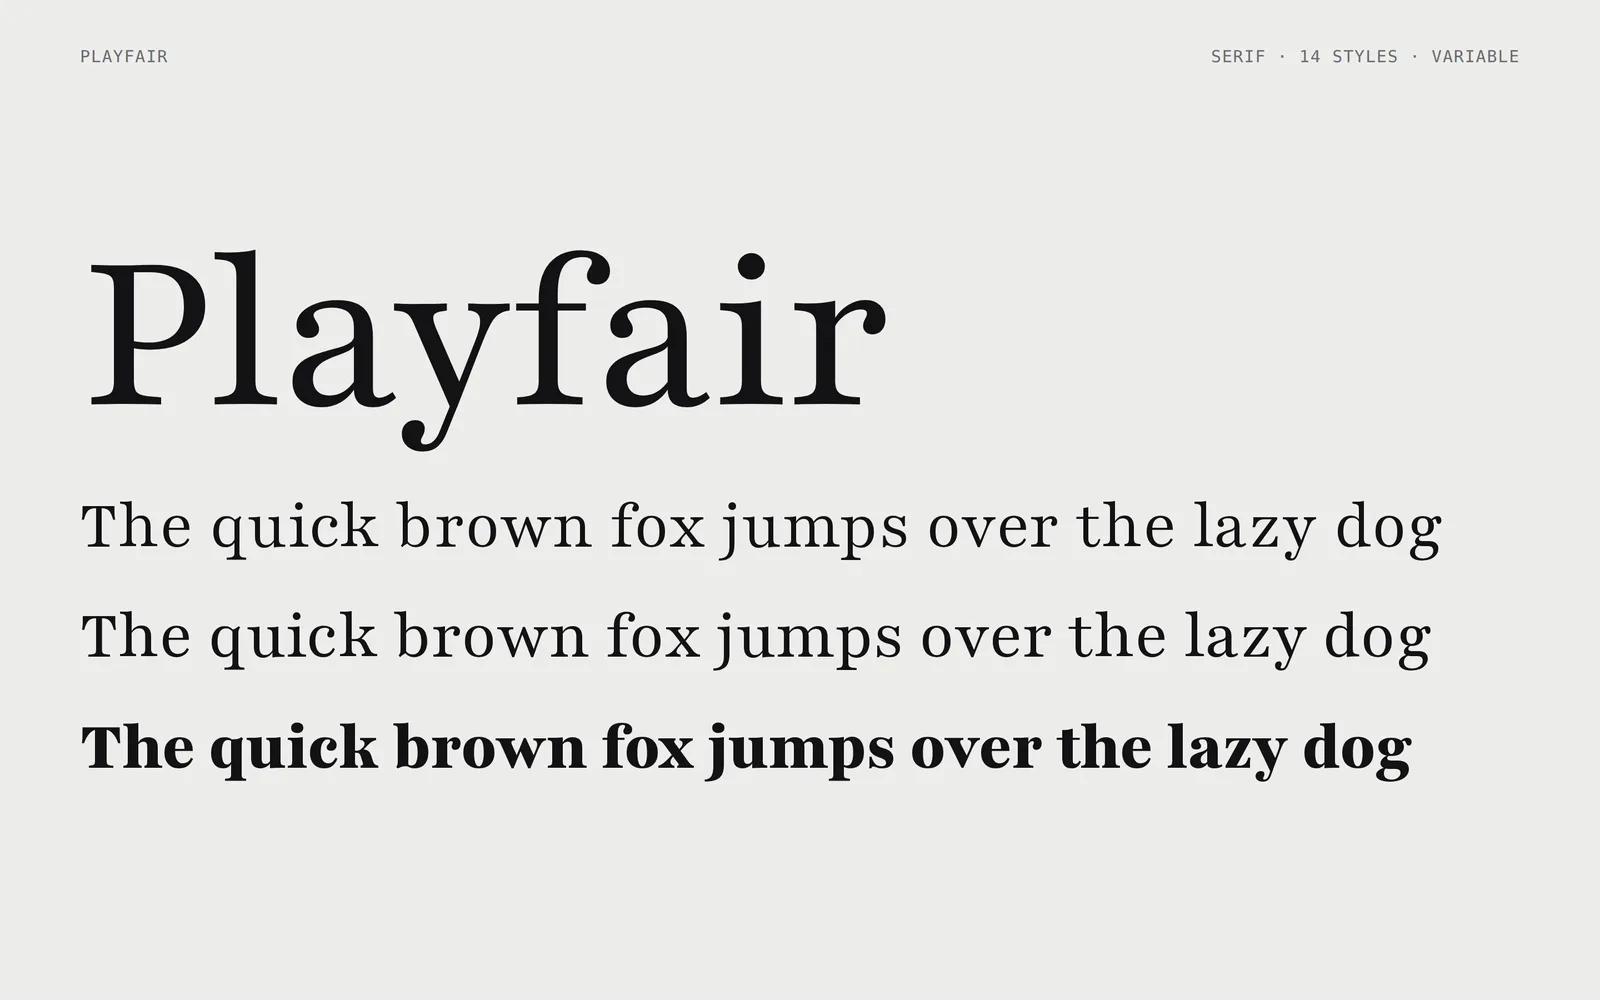 PLAYFAIR
SERIF · 14 STYLES · VARIABLE
Playfair
The quick brown fox jumps over the lazy dog
The quick brown fox jumps over the lazy dog
The quick brown fox jumps over the lazy dog